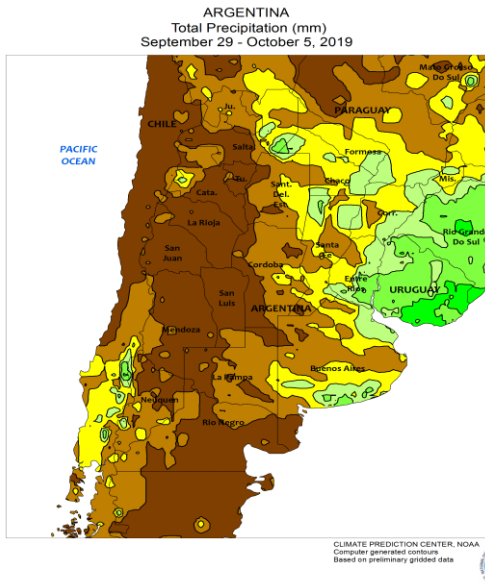 ARGENTINA
Total Precipitation (mm)
September 29 - October 5, 2019
Mato Grosso
Do Sul
Ju.
PARAGUAY
CHILE
PACIFIC
OCEAN
Salta
Formosa
Tu.
Chaco
Mis.
Sant.
Del.
Est.
Cata.
Corr.
La Rioja
Rio Grande
Do Sul
San
Juan
Santa
Fe
Cordoba
Entre
Rios
URUGUAY
San
Luis
ARGENTINA
Mendoza
Buenos Aires
La Pampa
Neuquen
Rio Negro
CLIMATE PREDICTION CENTER, NOAA
Computer generated contours
Based on preliminary gridded data